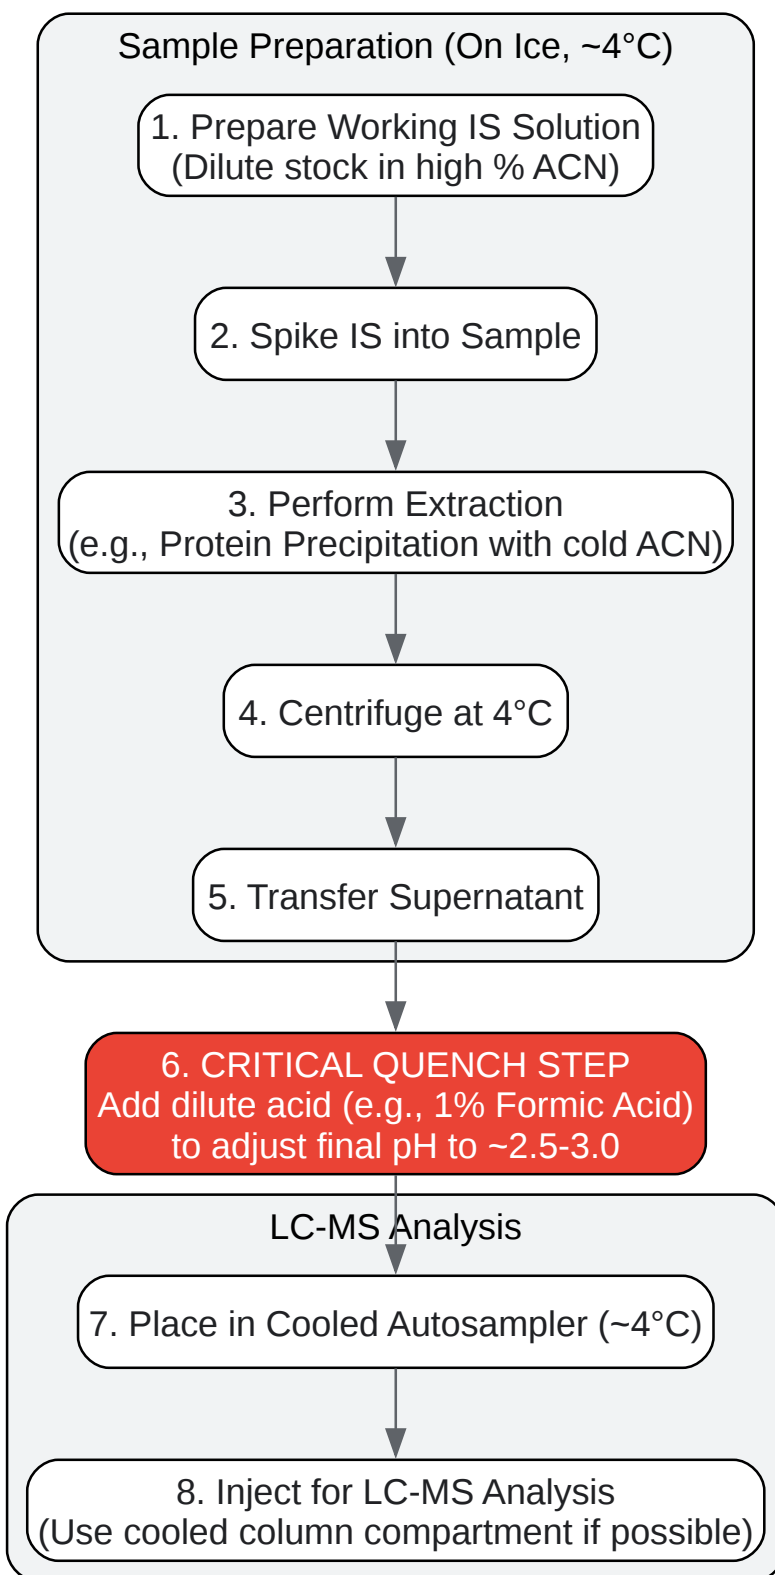 Sample Preparation (On Ice, ~4°C)
1. Prepare Working IS Solution
(Dilute stock in high % ACN)
2. Spike IS into Sample
3. Perform Extraction
(e.g., Protein Precipitation with cold ACN)
4. Centrifuge at 4°C
5. Transfer Supernatant
6. CRITICAL QUENCH STEP
Add dilute acid (e.g., 1% Formic Acid)
to adjust final pH to ~2.5-3.0
LC-MS Analysis
7. Place in Cooled Autosampler (~4°C)
8. Inject for LC-MS Analysis
(Use cooled column compartment if possible)